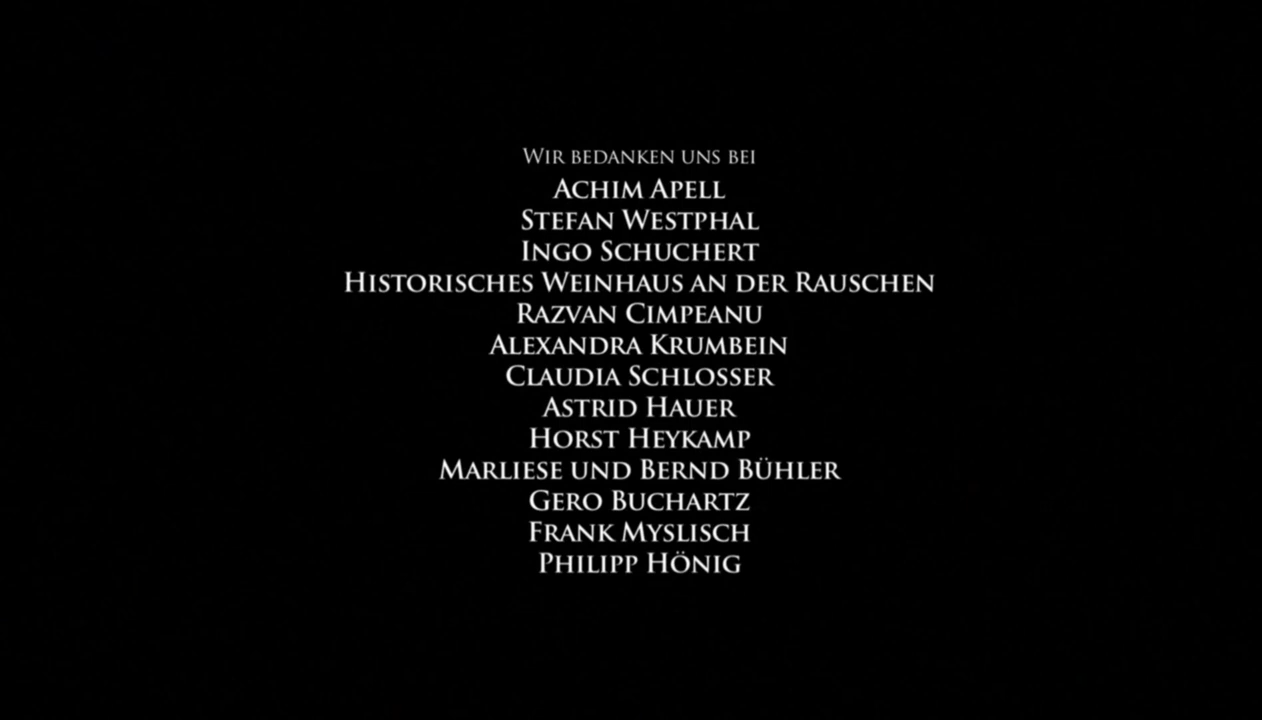 Wir bedanken uns bei
Achim Apell
Stefan Westphal
Ingo Schuchert
Historisches Weinhaus an der Rauschen
Razvan Cimpeanu
Alexandra Krumbein
Claudia Schlosser
Astrid Hauer
Horst Heykamp
Marliese und Bernd Bühler
Gero Buchartz
Frank Myslisch
Philipp Hönig